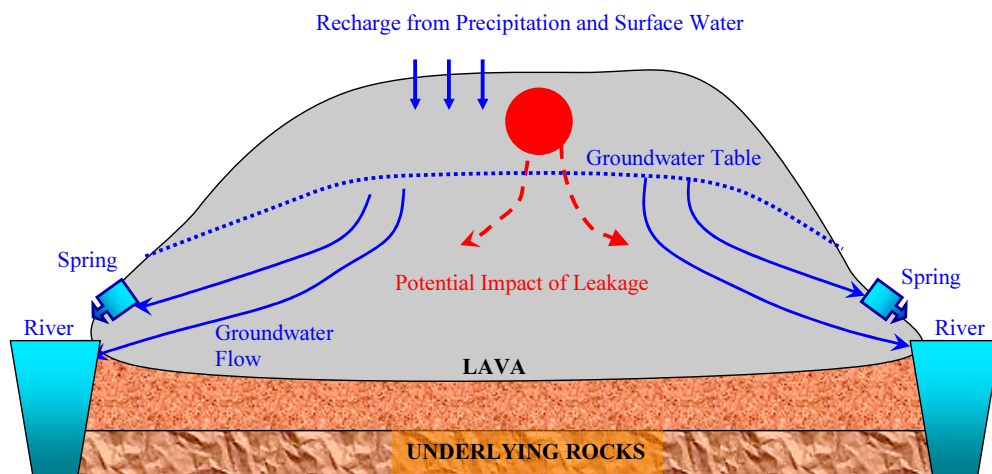 Recharge from Precipitation and Surface Water
Groundwater Table
Spring
Spring
Potential Impact of Leakage
River
Groundwater
Flow
River
LAVA
UNDERLYING ROCKS